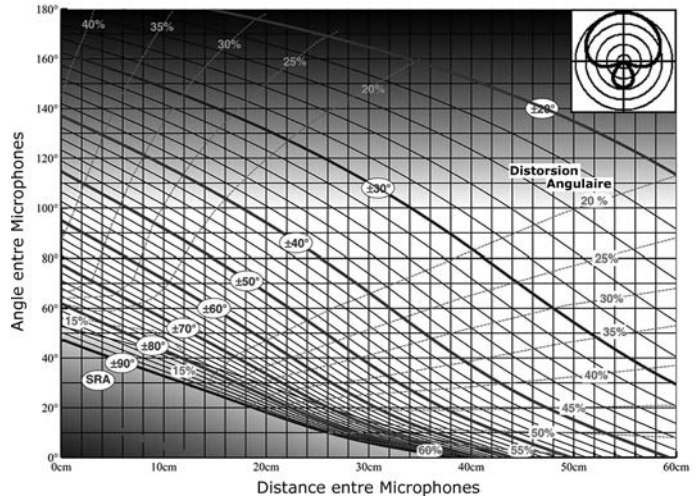 180°
160°
140°
120°
100°
80°
60°
40°
20°
0°
Angle entre Microphones
40%
35%
30%
25%
20%
±20°
±30°
±40°
±50°
±60°
±70°
±80°
±90°
SRA
15%
15%
Distorsion
Angulaire
20 %
25%
30%
35%
40%
45%
50%
55%
60%
0cm
10cm
20cm
30cm
40cm
50cm
60cm
Distance entre Microphones